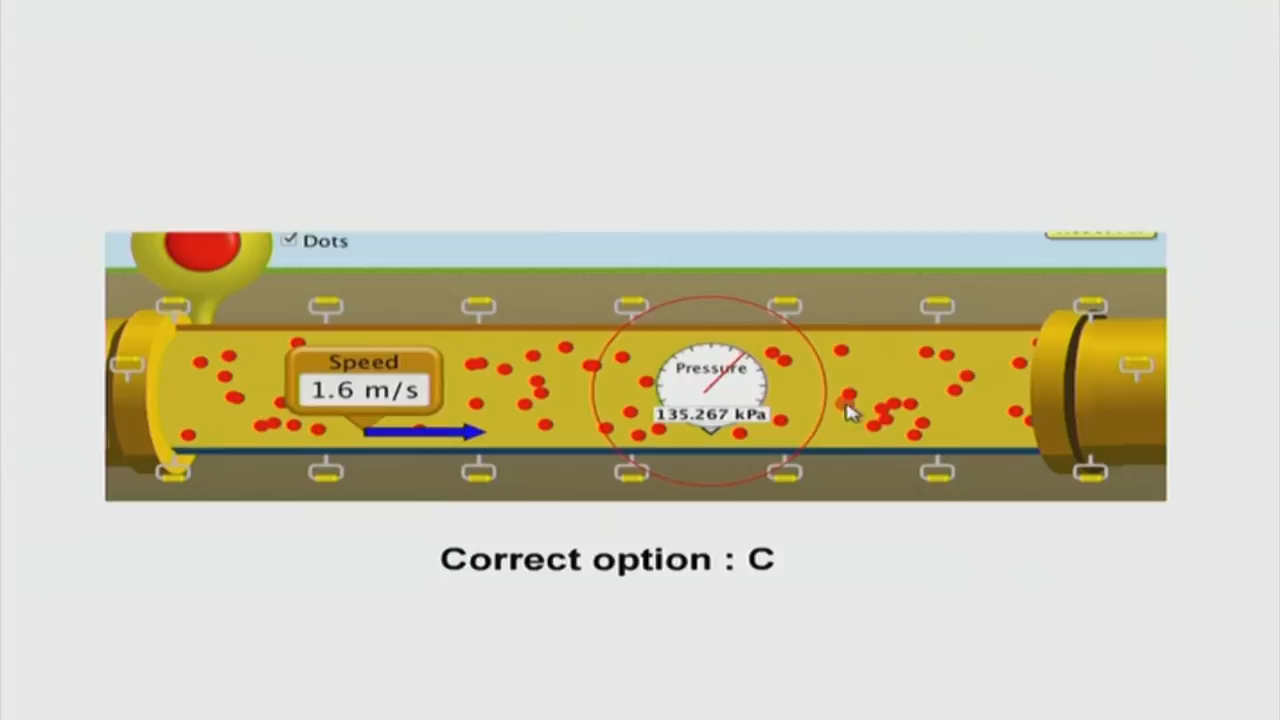 Dots
Speed
1.6 m/s
Pressure
135.267 kPa
Correct option : C